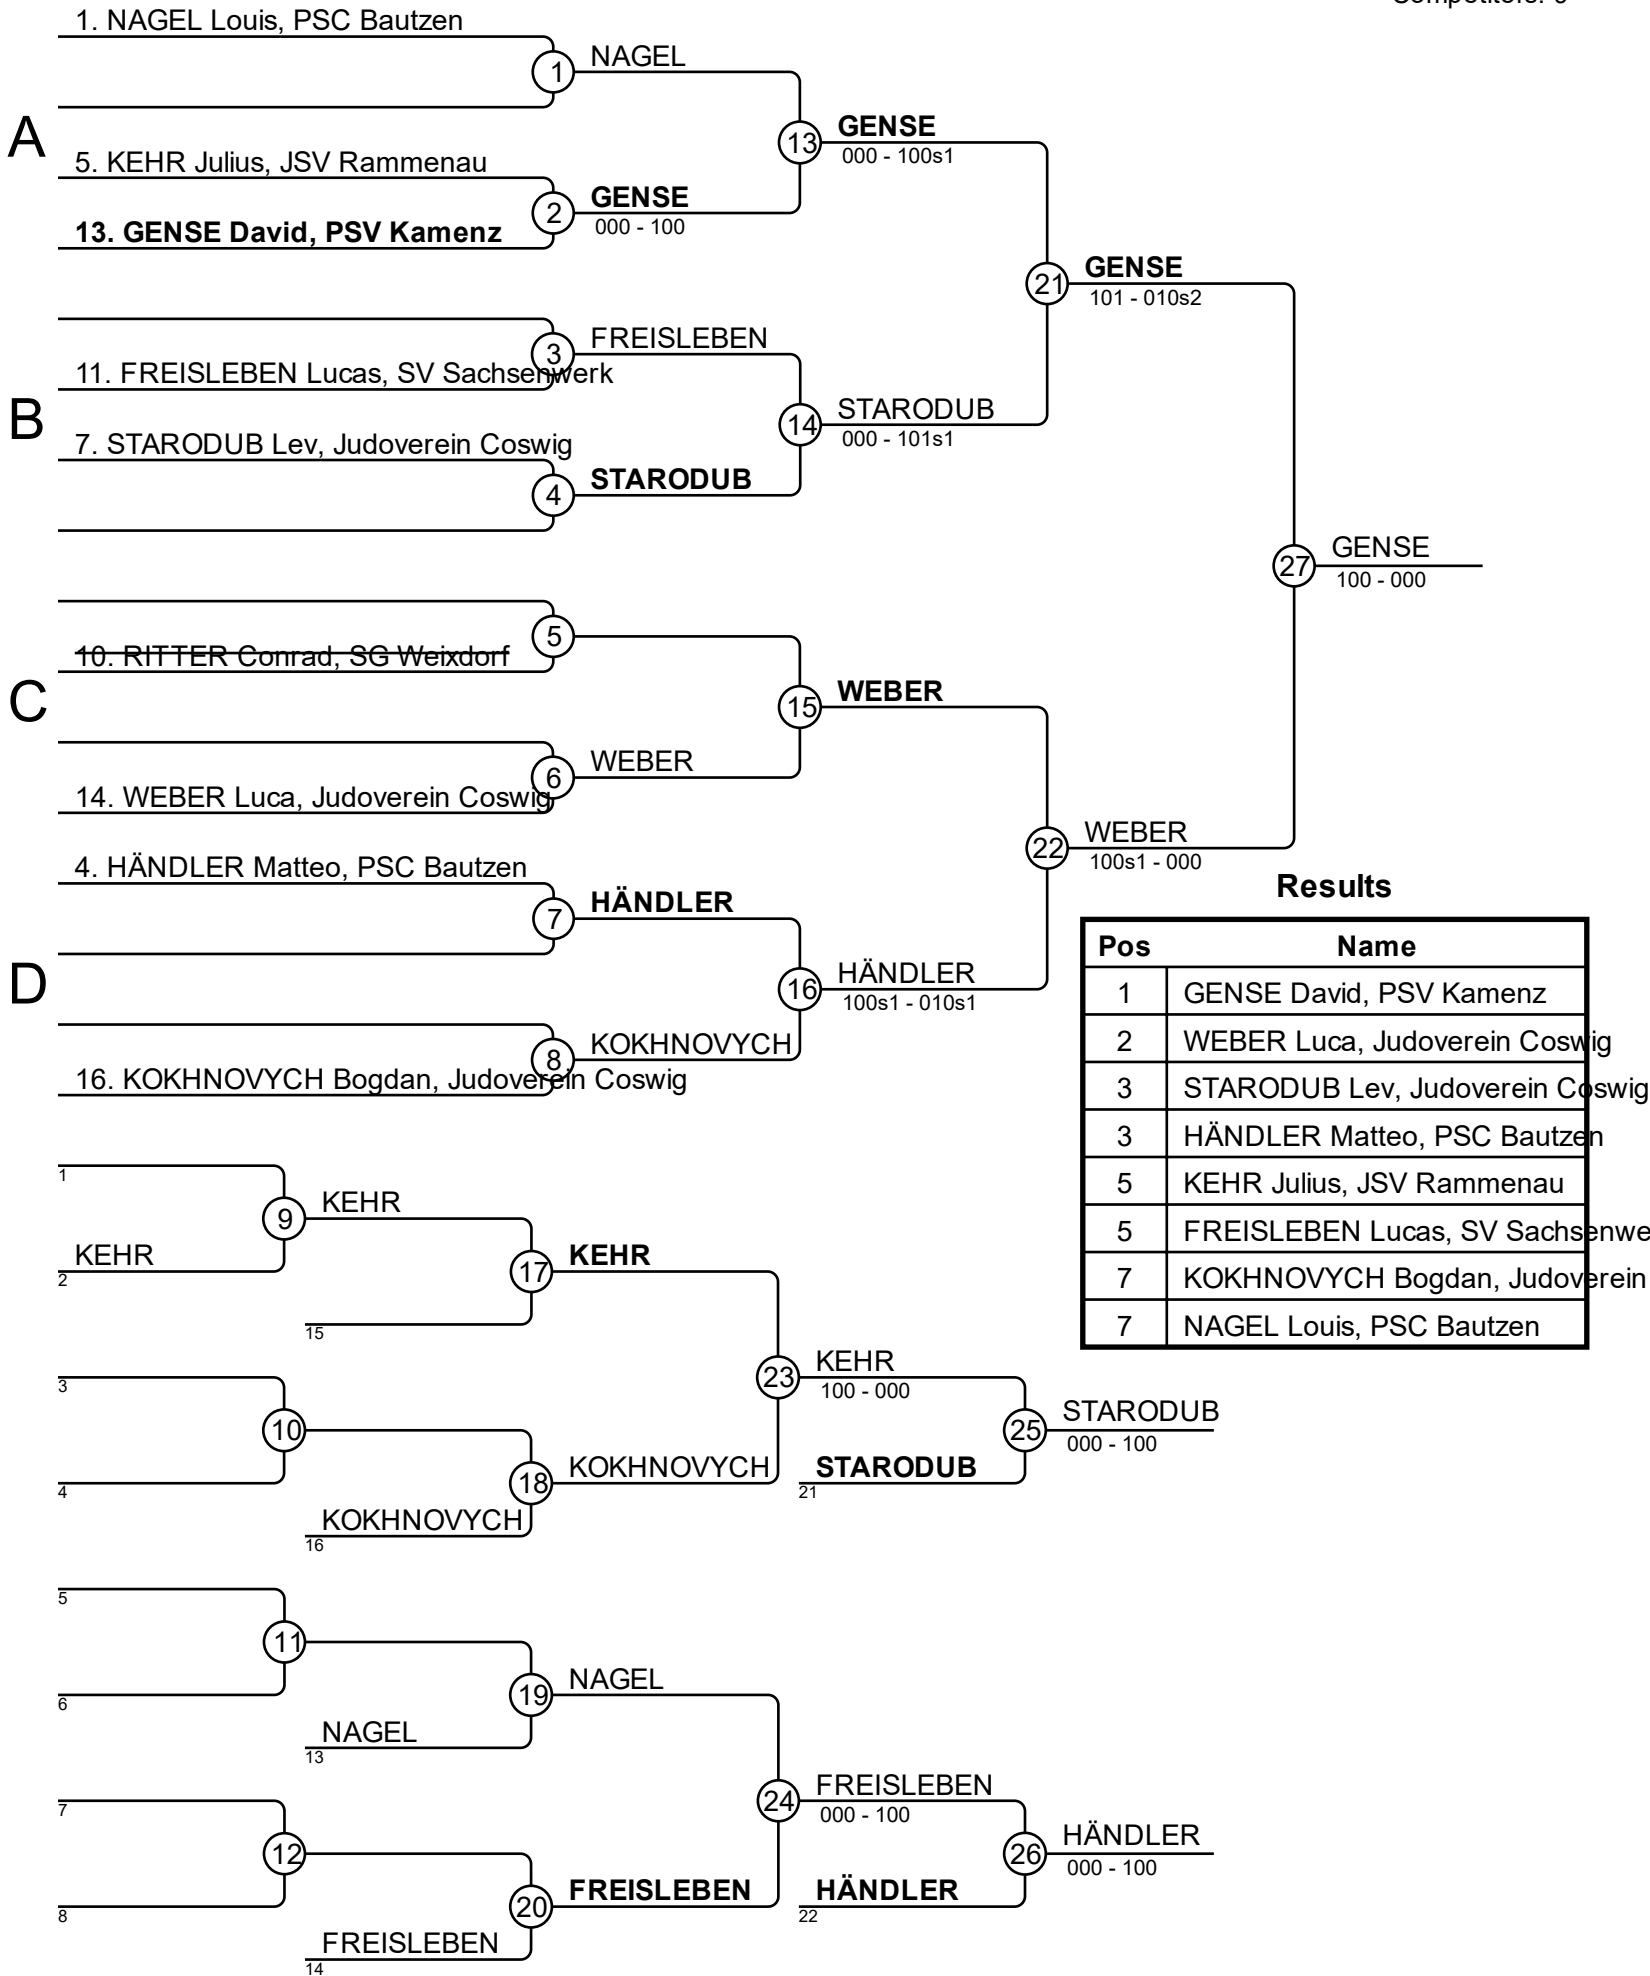 1. NAGEL Louis, PSC Bautzen
1
NAGEL
A
13
GENSE
000 - 100s1
5. KEHR Julius, JSV Rammenau
2
GENSE
000 - 100
13. GENSE David, PSV Kamenz
21
GENSE
101 - 010s2
3
FREISLEBEN
11. FREISLEBEN Lucas, SV Sachsenwerk
B
14
STARODUB
000 - 101s1
7. STARODUB Lev, Judoverein Coswig
4
STARODUB
27
GENSE
100 - 000
5
10. RITTER Conrad, SG Weixdorf
C
15
WEBER
6
WEBER
14. WEBER Luca, Judoverein Coswig
22
WEBER
100s1 - 000
4. HÄNDLER Matteo, PSC Bautzen
7
HÄNDLER
D
16
HÄNDLER
100s1 - 010s1
8
KOKHNOVYCH
16. KOKHNOVYCH Bogdan, Judoverein Coswig
Results
Pos Name
1 GENSE David, PSV Kamenz
2 WEBER Luca, Judoverein Coswig
3 STARODUB Lev, Judoverein Coswig
3 HÄNDLER Matteo, PSC Bautzen
5 KEHR Julius, JSV Rammenau
5 FREISLEBEN Lucas, SV Sachsenwe
7 KOKHNOVYCH Bogdan, Judoverein
7 NAGEL Louis, PSC Bautzen
1
9
KEHR
KEHR
2
17
KEHR
15
23
KEHR
100 - 000
3
10
4
18
KOKHNOVYCH
KOKHNOVYCH
16
25
STARODUB
000 - 100
STARODUB
21
5
11
6
19
NAGEL
NAGEL
13
24
FREISLEBEN
000 - 100
7
12
8
20
FREISLEBEN
FREISLEBEN
14
26
HÄNDLER
000 - 100
HÄNDLER
22